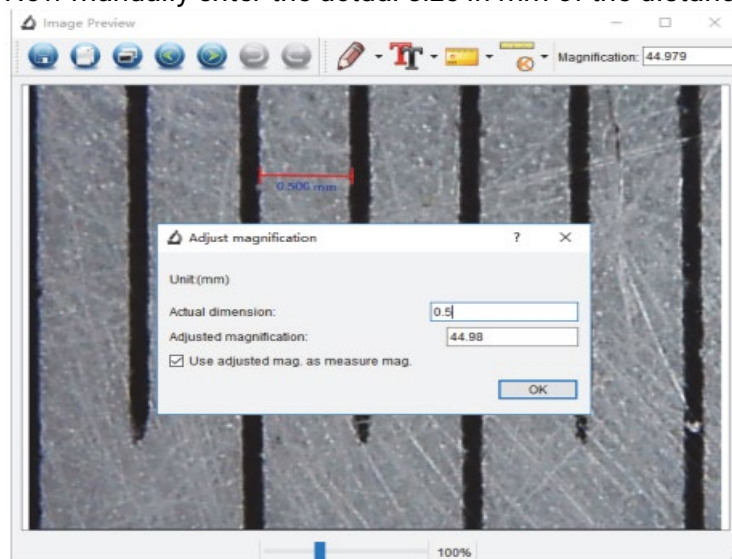 Now manually enter the actual size in mm of the distance
Image Preview
Magnification: 44.979
0.500 mm
Adjust magnification ?
Unit:(mm)
Actual dimension: 0.5
Adjusted magnification: 44.98
Use adjusted mag. as measure mag.
OK
100%